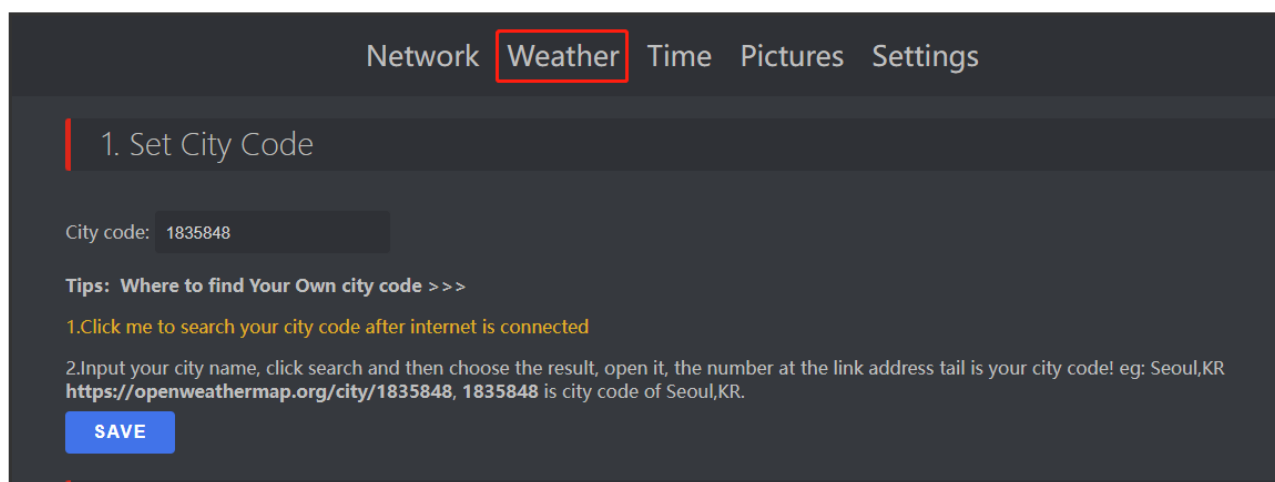 Network Weather Time Pictures Settings
1. Set City Code
City code: 1835848
Tips: Where to find Your Own city code >>>
1.Click me to search your city code after internet is connected
2.Input your city name, click search and then choose the result, open it, the number at the link address tail is your city code! eg: Seoul,KR
https://openweathermap.org/city/1835848, 1835848 is city code of Seoul,KR.
SAVE